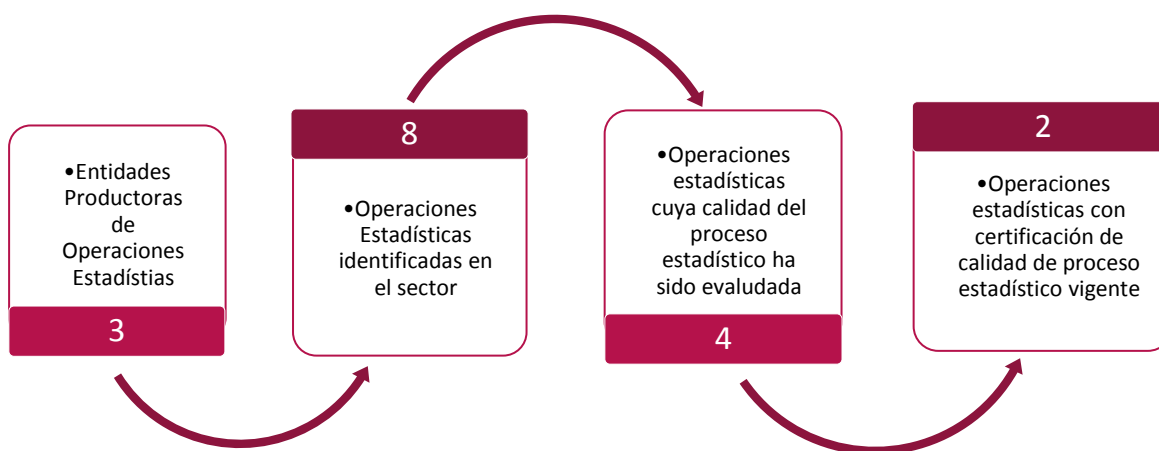 •Entidades
Productoras
de
Operaciones
Estadístias
3
8
•Operaciones
Estadísticas
identificadas en
el sector
•Operaciones
estadísticas
cuya calidad del
proceso
estadístico ha
sido evaludada
4
2
•Operaciones
estadísticas con
certificación de
calidad de proceso
estadístico vigente